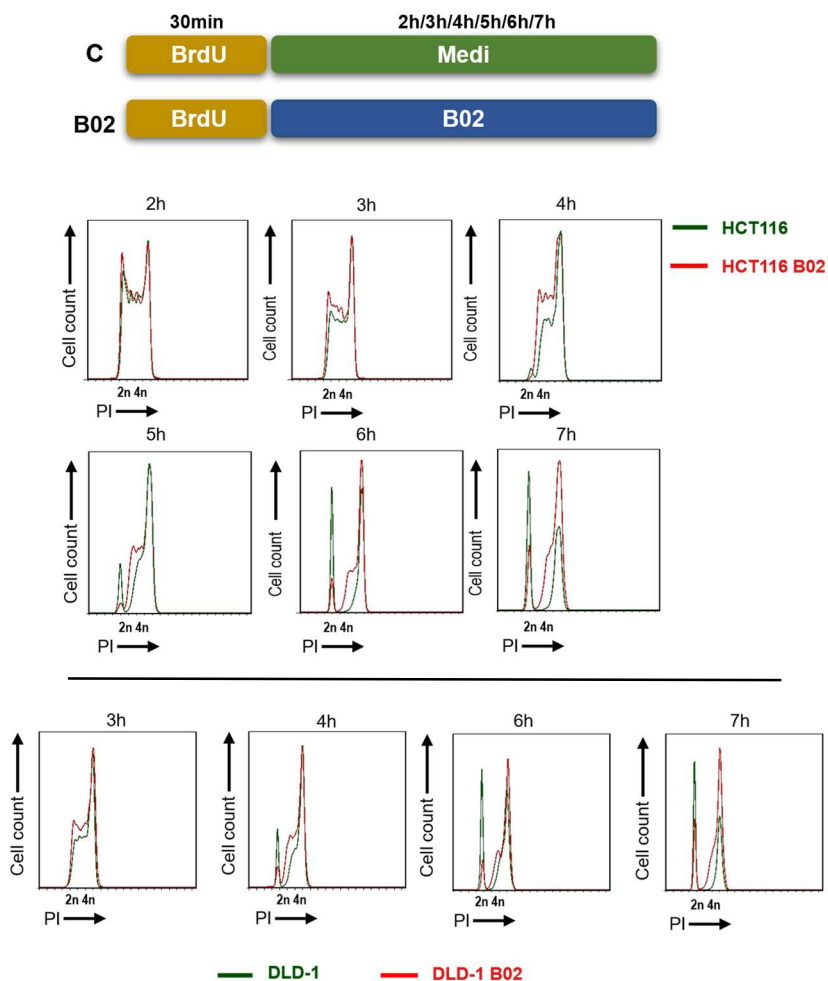 30min 2h/3h/4h/5h/6h/7h
C BrdU Medi
B02 BrdU B02
2h 3h 4h
HCT116
HCT116 B02
Cell count Cell count Cell count
2n 4n 2n 4n 2n 4n
PI PI PI
5h 6h 7h
Cell count Cell count Cell count
2n 4n 2n 4n 2n 4n
PI PI PI
3h 4h 6h 7h
Cell count Cell count Cell count Cell count
2n 4n 2n 4n 2n 4n 2n 4n
PI PI PI PI
DLD-1 DLD-1 B02